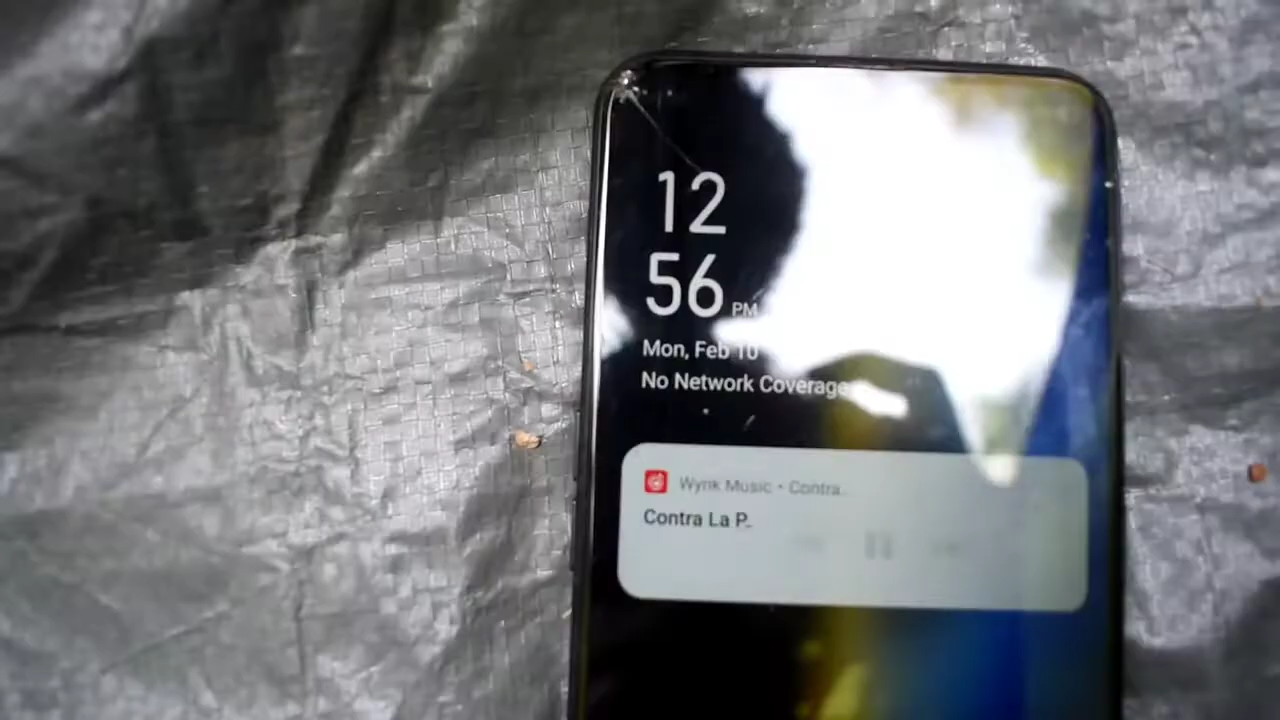 12
56 PM
Mon, Feb 10
No Network Coverage
Wynk Music • Contra..
Contra La P..